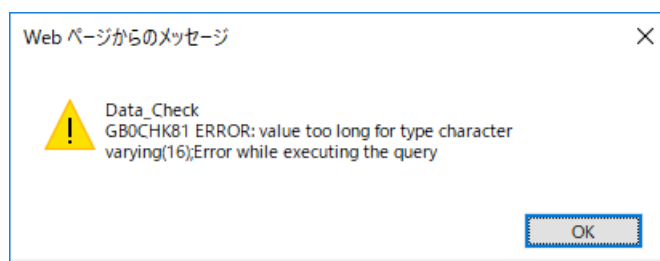 Web ページからのメッセージ
Data_Check
GB0CHK81 ERROR: value too long for type character
varying(16);Error while executing the query
OK